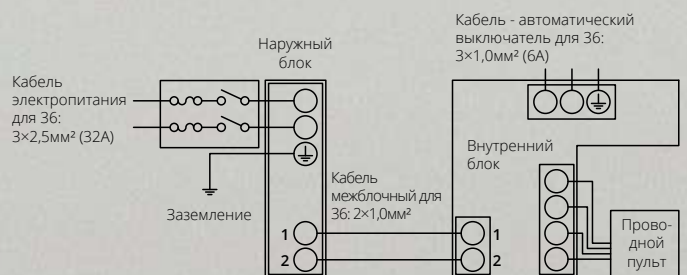 Кабель - автоматический
выключатель для 36:
3×1,0мм² (6А)
Наружный
блок
Кабель
электропитания
для 36:
3×2,5мм² (32А)
Внутренний
блок
Кабель
межблочный для
36: 2×1,0мм²
Заземление
1
2
1
2
Прово-
дной
пульт